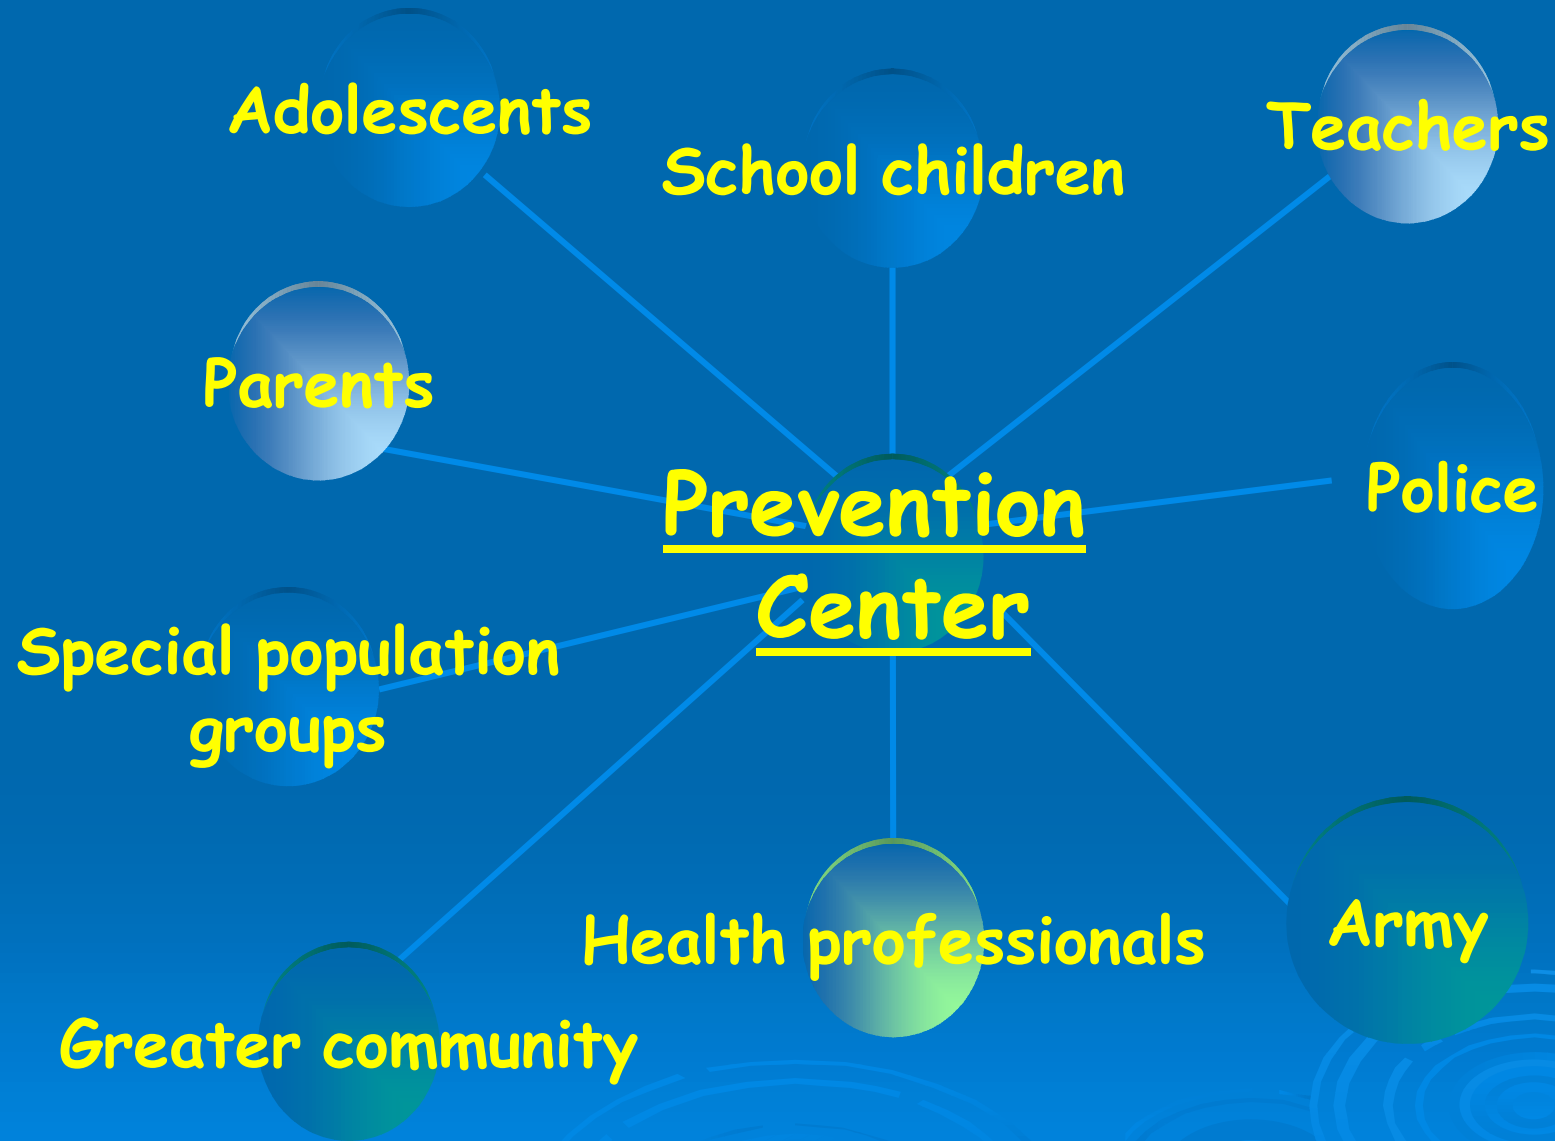 Adolescents
School children
Teachers
Parents
Police
Prevention
Center
Special population
groups
Health professionals
Army
Greater community